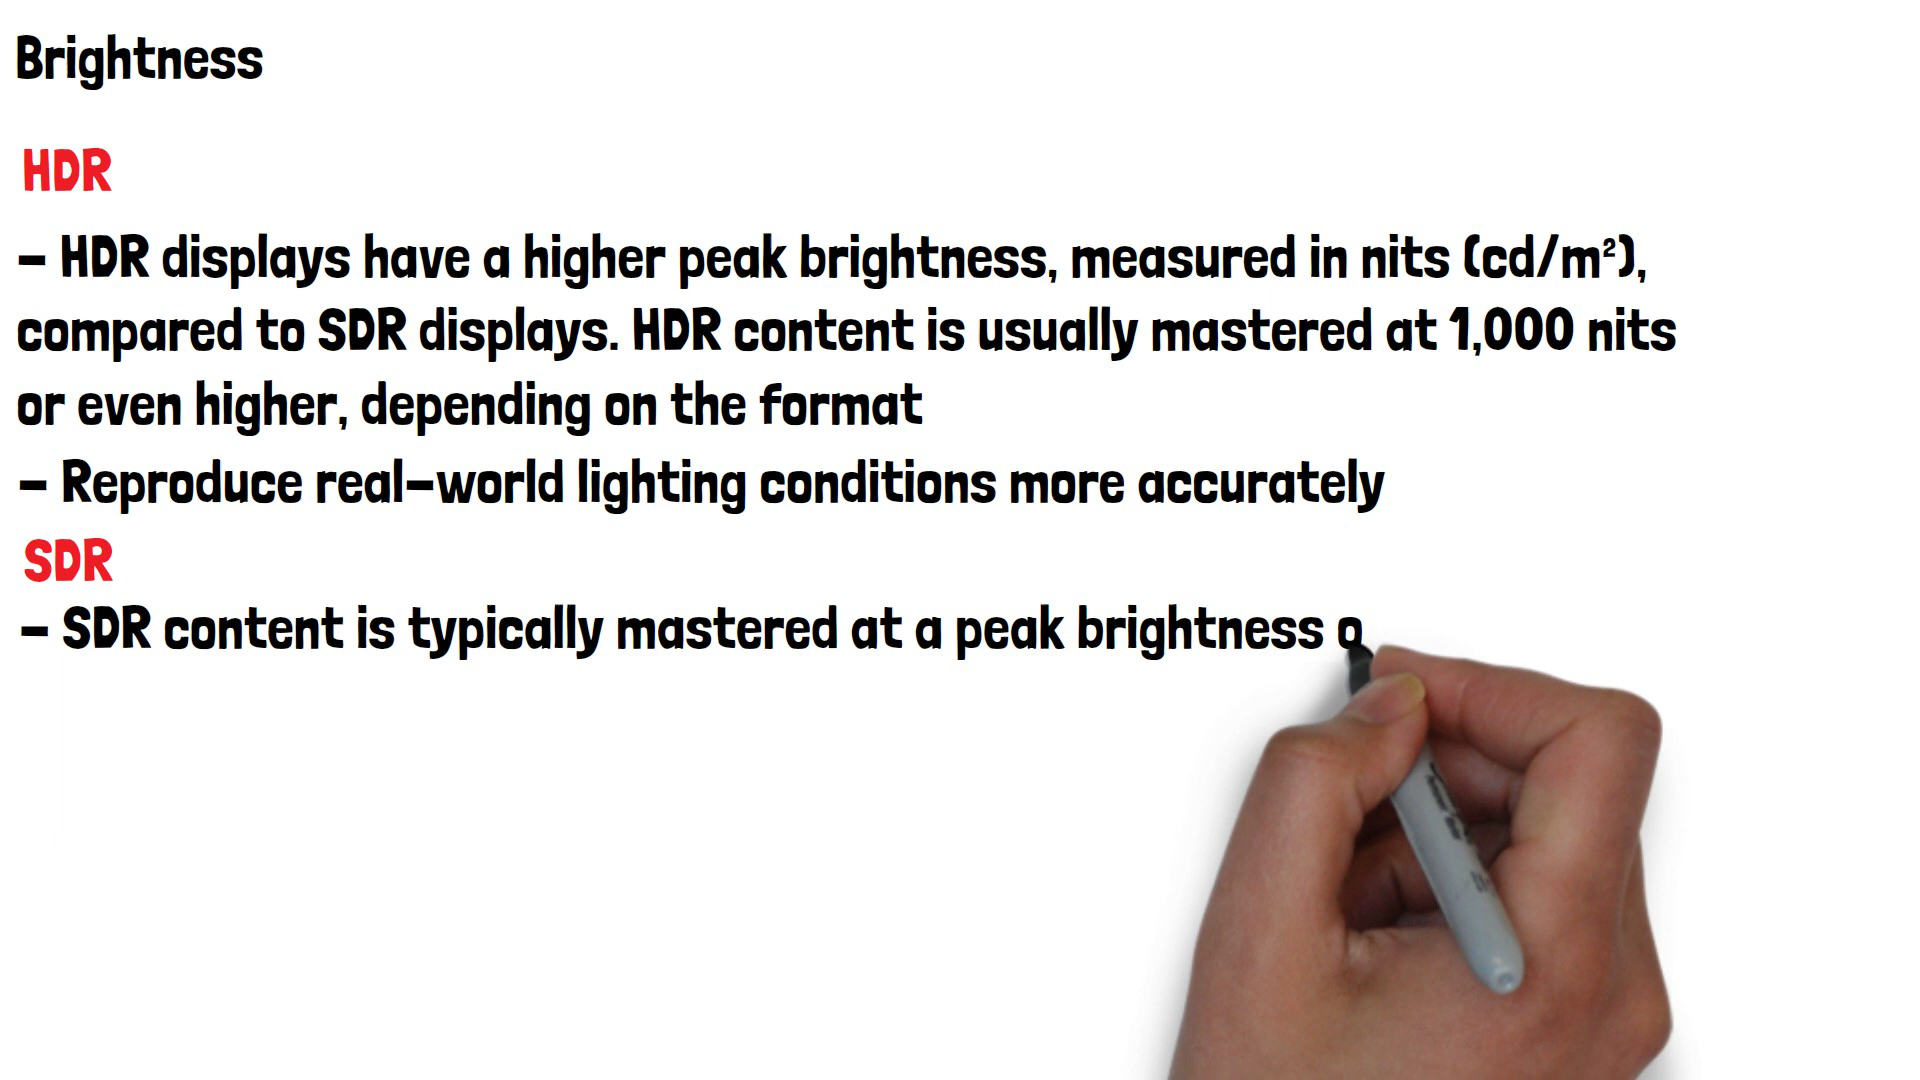 Brightness
HDR
- HDR displays have a higher peak brightness, measured in nits (cd/m²),
compared to SDR displays. HDR content is usually mastered at 1,000 nits
or even higher, depending on the format
- Reproduce real-world lighting conditions more accurately
SDR
- SDR content is typically mastered at a peak brightness o